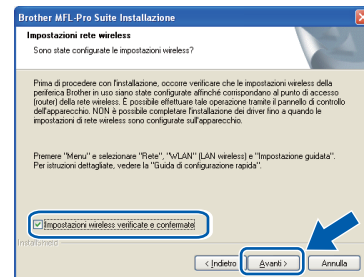 Brother MFL-Pro Suite Installazione
Impostazioni rete wireless
Sono state configurate le impostazioni wireless?
Prima di procedere con l'installazione, occorre verificare che le impostazioni wireless della
periferica Brother in uso siano state configurate affinché corrispondano al punto di accesso
(router) della rete wireless. È possibile effettuare tale operazione tramite il pannello di controllo
dell'apparecchio. NON è possibile completare l'installazione dei driver fino a quando le
impostazioni di rete wireless sono configurate sull'apparecchio.
Premere "Menu" e selezionare "Rete", "WLAN" (LAN wireless) e "Impostazione guidata".
Per istruzioni dettagliate, vedere la "Guida di configurazione rapida".
Impostazioni wireless verificate e confermate
InstallShield
< Indietro
Avanti >
Annulla